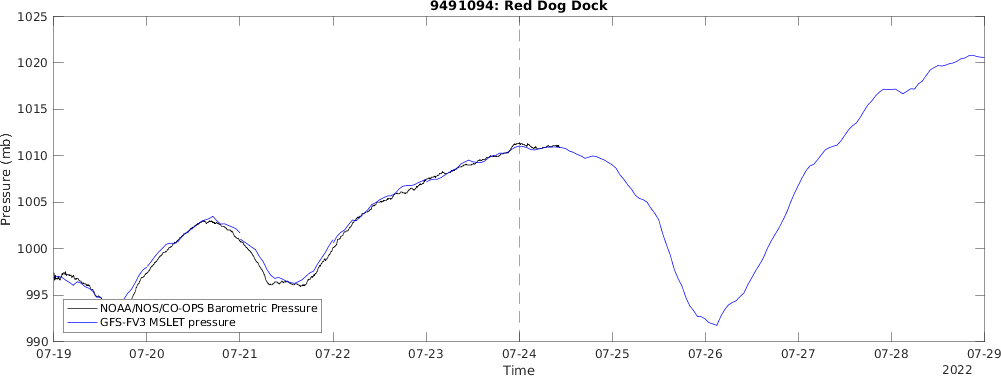 9491094: Red Dog Dock
Pressure (mb)
1025
1020
1015
1010
1005
1000
995
990
NOAA/NOS/CO-OPS Barometric Pressure
GFS-FV3 MSLET pressure
07-19 07-20 07-21 07-22 07-23 07-24 07-25 07-26 07-27 07-28 07-29
Time
2022